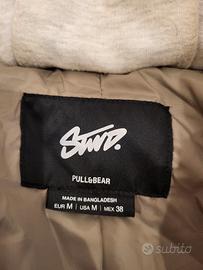 STWD.
PULL&BEAR
MADE IN BANGLADESH
EUR M | USA M | MEX 38
subito